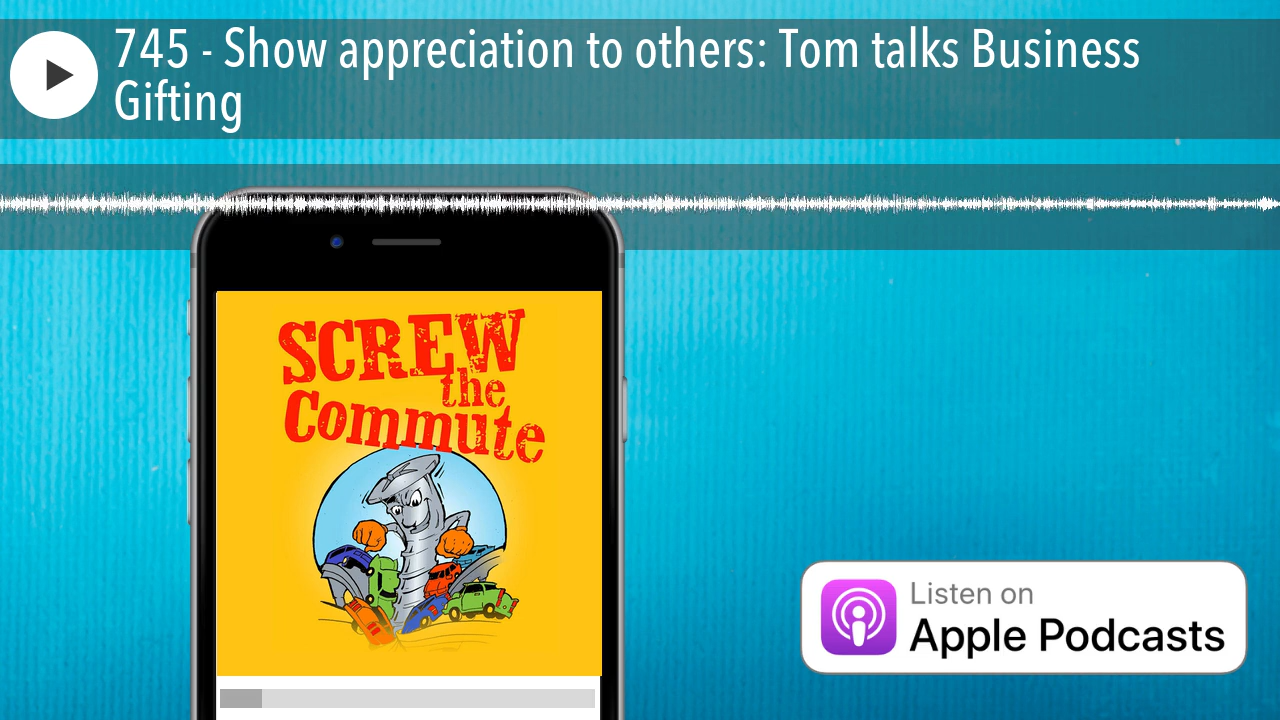 745 - Show appreciation to others: Tom talks Business
Gifting
SCREW
the
Commute
Listen on
Apple Podcasts